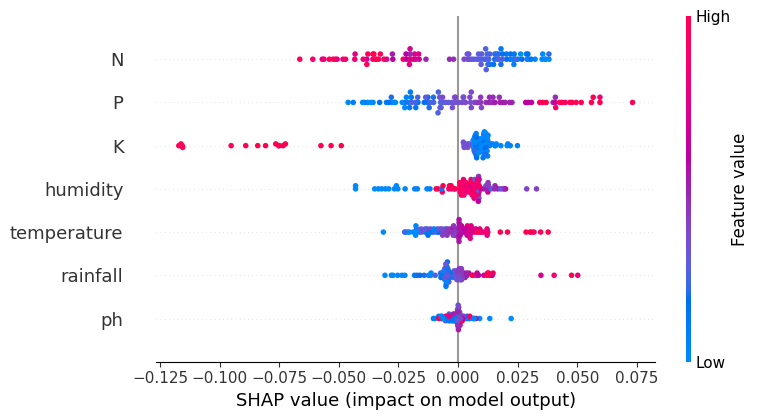 High
N
P
K
humidity
temperature
rainfall
ph
Feature value
Low
−0.125 −0.100 −0.075 −0.050 −0.025 0.000 0.025 0.050 0.075
SHAP value (impact on model output)